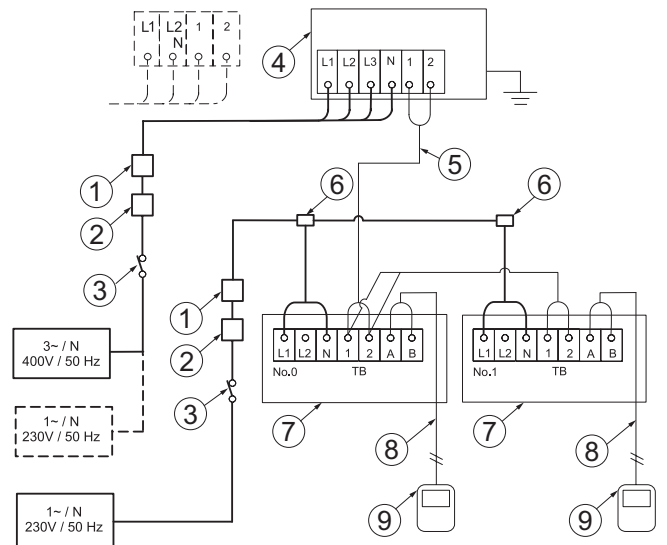 L1 L2 N 1 2
L1 L2 L3 N 1 2
4
5
1
2
3
6
6
1
2
3
3~ / N
400V / 50 Hz
1~ / N
230V / 50 Hz
1~ / N
230V / 50 Hz
L1 L2 N 1 2 A B
No.0 TB
L1 L2 N 1 2 A B
No.1 TB
7
7
8
8
9
9